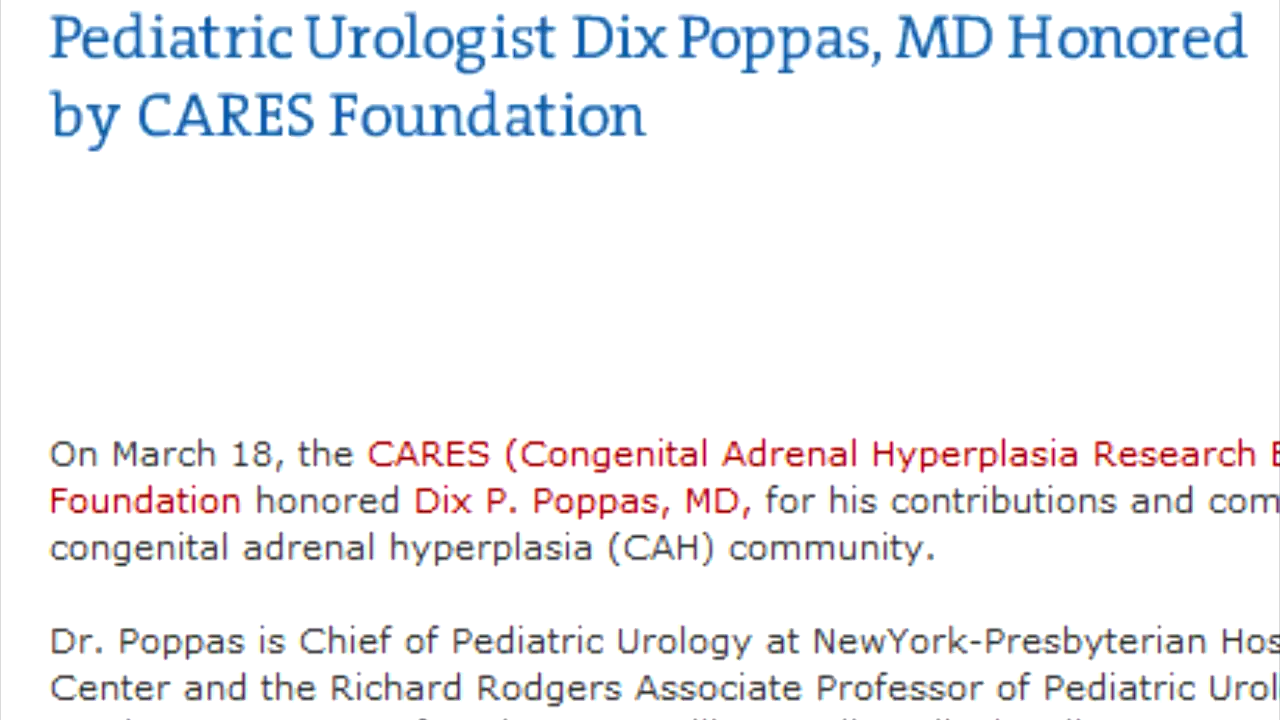 Pediatric Urologist Dix Poppas, MD Honored
by CARES Foundation
On March 18, the CARES (Congenital Adrenal Hyperplasia Research
Foundation honored Dix P. Poppas, MD, for his contributions and com
congenital adrenal hyperplasia (CAH) community.
Dr. Poppas is Chief of Pediatric Urology at NewYork-Presbyterian Hos
Center and the Richard Rodgers Associate Professor of Pediatric Urol